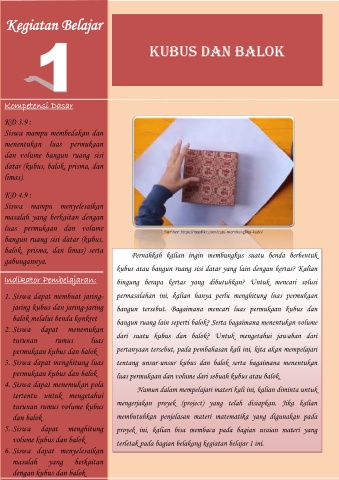 Kegiatan Belajar
1
KUBUS DAN BALOK
Kompetensi Dasar
KD 3.9 :
Siswa mampu membedakan dan
menentukan luas permukaan
dan volume bangun ruang sisi
datar (kubus, balok, prisma, dan
limas).
KD 4.9 :
Siswa mampu menyelesaikan
masalah yang berkaitan dengan
luas permukaan dan volume
bangun ruang sisi datar (kubus,
balok, prisma, dan limas) serta
gabungannya.
Indikator Pembelajaran:
1. Siswa dapat membuat jaring-
jaring kubus dan jaring-jaring
balok melalui benda konkret
2. Siswa dapat menemukan
turunan rumus luas
permukaan kubus dan balok
3. Siswa dapat menghitung luas
permukaan kubus dan balok
4. Siswa dapat menemukan pola
tertentu untuk mengetahui
turunan rumus volume kubus
dan balok
5. Siswa dapat menghitung
volume kubus dan balok
6. Siswa dapat menyelesaikan
masalah yang berkaitan
dengan kubus dan balok
Pernahkah kalian ingin membungkus suatu benda berbentuk
kubus atau bangun ruang sisi datar yang lain dengan kertas? Kalian
bingung berapa kertas yang dibutuhkan? Untuk mencari solusi
permasalahan ini, kalian hanya perlu menghitung luas permukaan
bangun tersebut. Bagaimana mencari luas permukaan kubus dan
bangun ruang lain seperti balok? Serta bagaimana menentukan volume
dari suatu kubus dan balok? Untuk mengetahui jawaban dari
pertanyaan tersebut, pada pembahasan kali ini, kita akan mempelajari
tentang unsur-unsur kubus dan balok serta bagaimana menentukan
luas permukaan dan volume dari sebuah kubus atau balok.
Namun dalam mempelajari materi kali ini, kalian diminta untuk
mengerjakan proyek (project) yang telah disiapkan. Jika kalian
membutuhkan penjelasan materi matematika yang digunakan pada
proyek ini, kalian bisa membaca pada bagian uraian materi yang
terletak pada bagian belakang kegiatan belajar 1 ini.